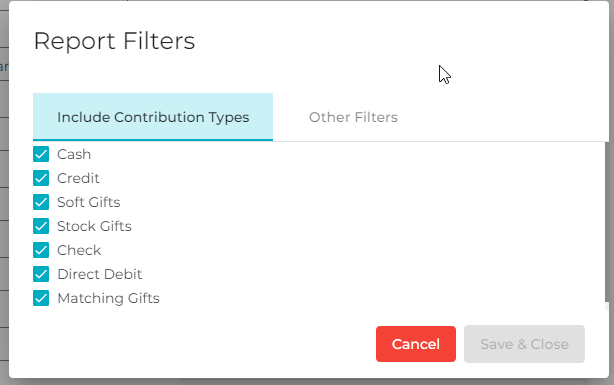 Report Filters
Include Contribution Types
Other Filters
Cash
Credit
Soft Gifts
Stock Gifts
Check
Direct Debit
Matching Gifts
Cancel
Save & Close